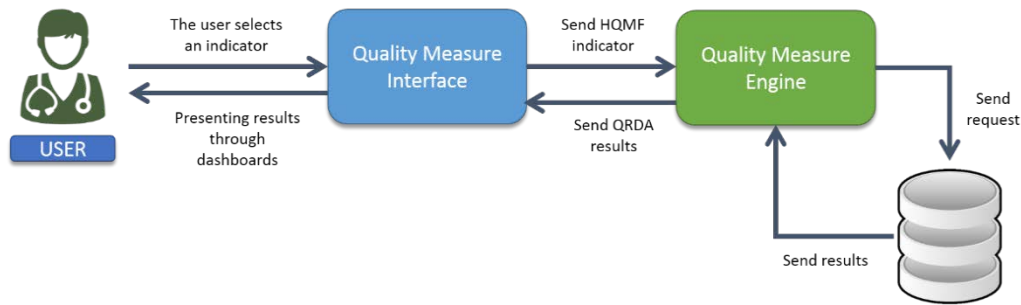 The user selects
an indicator
Presenting results
through
dashboards
USER
Quality Measure
Interface
Send HQMF
indicator
Send QRDA
results
Quality Measure
Engine
Send
request
Send results